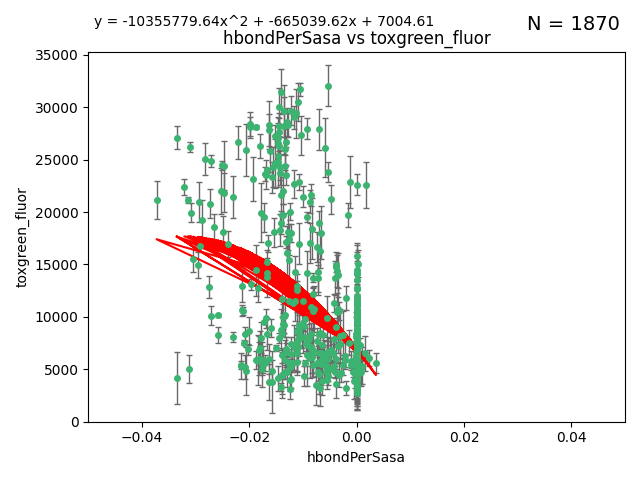 y = -10355779.64x^2 + -665039.62x + 7004.61
N = 1870
hbondPerSasa vs toxgreen_fluor
toxgreen_fluor
35000
30000
25000
20000
15000
10000
5000
0
−0.04
−0.02
0.00
0.02
0.04
hbondPerSasa